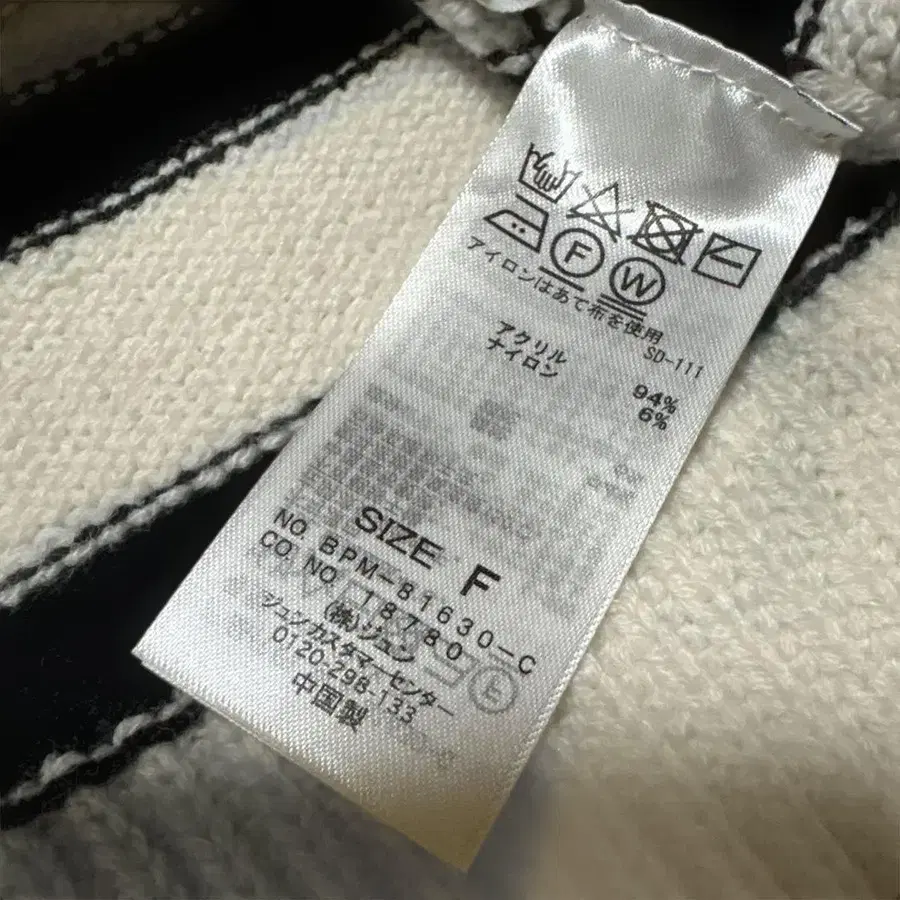 F W
アイロンはあて布を使用
SD-111
アクリル 94%
ナイロン 6%
SIZE F
NO. BPM-81630-C
CO. NO. 18780
(株)ジュン
ジュンカスタマーセンター
0120-298-133
中国製